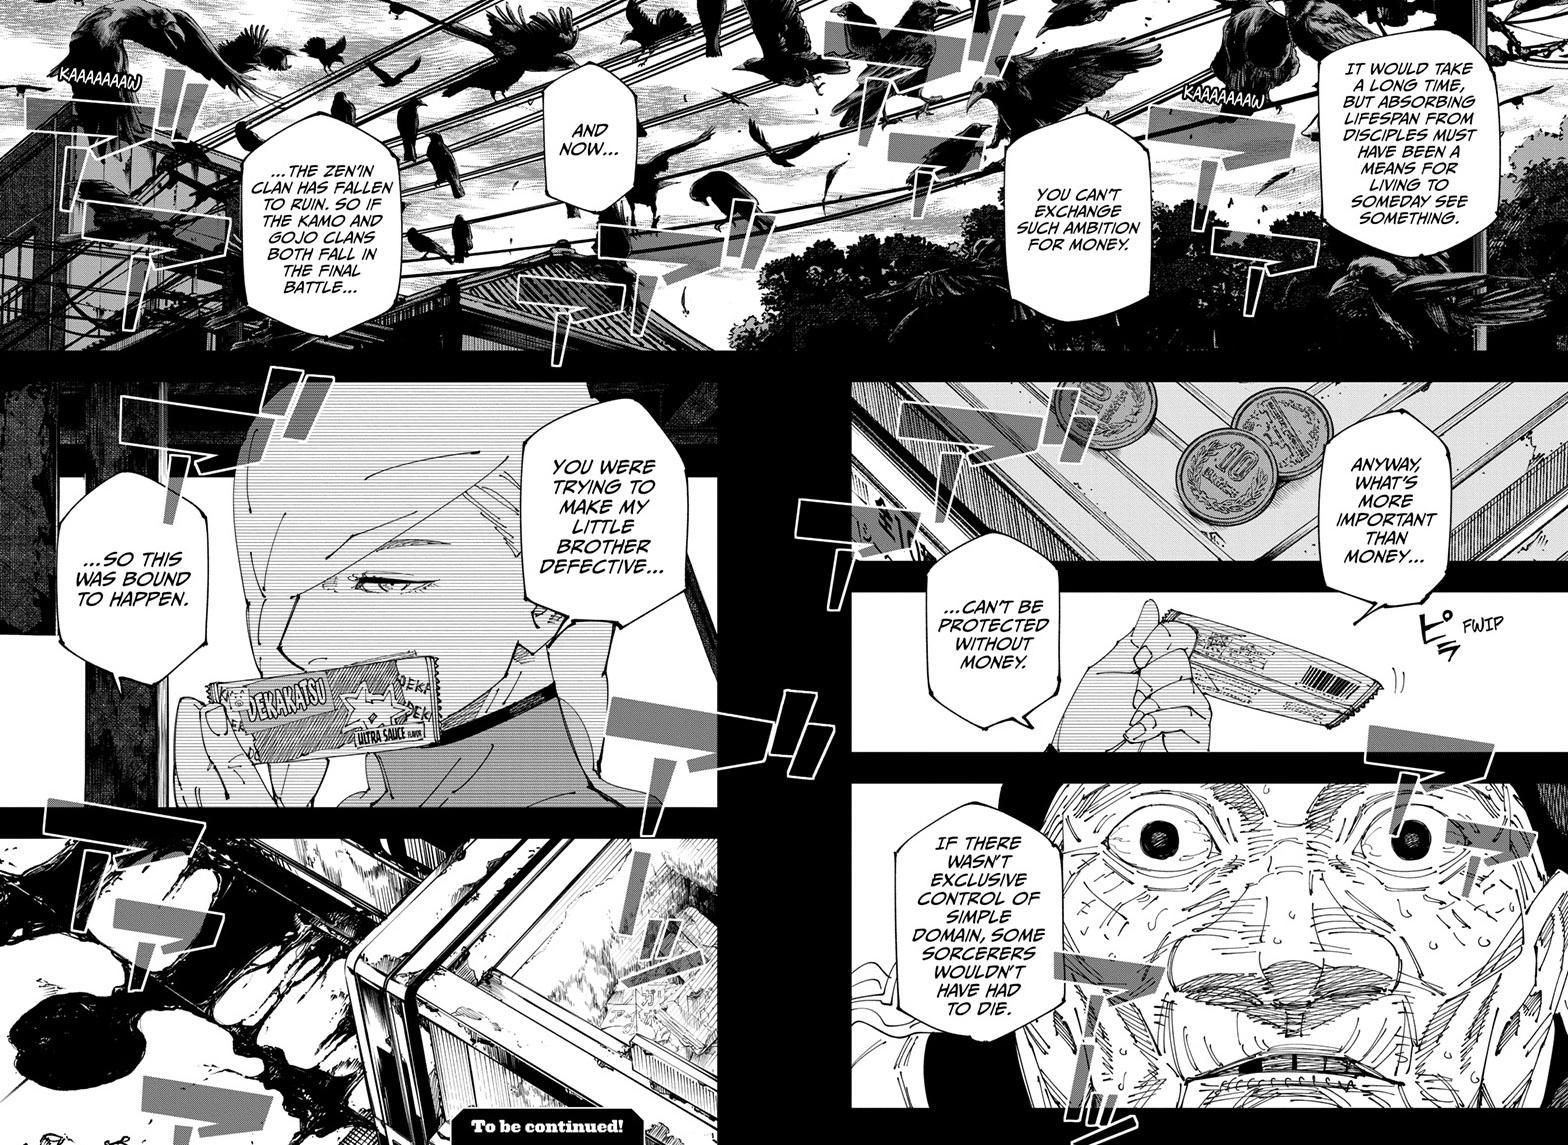 IT WOULD TAKE
A LONG TIME,
BUT ABSORBING
LIFESPAN FROM
DISCIPLES MUST
HAVE BEEN A
MEANS FOR
LIVING TO
SOMEDAY SEE
SOMETHING.
KAAAAAAAW
YOU CAN'T
EXCHANGE
SUCH AMBITION
FOR MONEY.
AND
NOW...
...THE ZEN'IN
CLAN HAS FALLEN
TO RUIN. SO IF
THE KAMO AND
GOJO CLANS
BOTH FALL IN
THE FINAL
BATTLE...
KAAAAAAAW
10
10
ANYWAY,
WHAT'S
MORE
IMPORTANT
THAN
MONEY...
ピラ
FWIP
...CAN'T BE
PROTECTED
WITHOUT
MONEY.
IF THERE
WASN'T
EXCLUSIVE
CONTROL OF
SIMPLE
DOMAIN, SOME
SORCERERS
WOULDN'T
HAVE HAD
TO DIE.
YOU WERE
TRYING TO
MAKE MY
LITTLE
BROTHER
DEFECTIVE...
...SO THIS
WAS BOUND
TO HAPPEN.
DEKAKATSU
ULTRA SAUCE FLAVOR
To be continued!